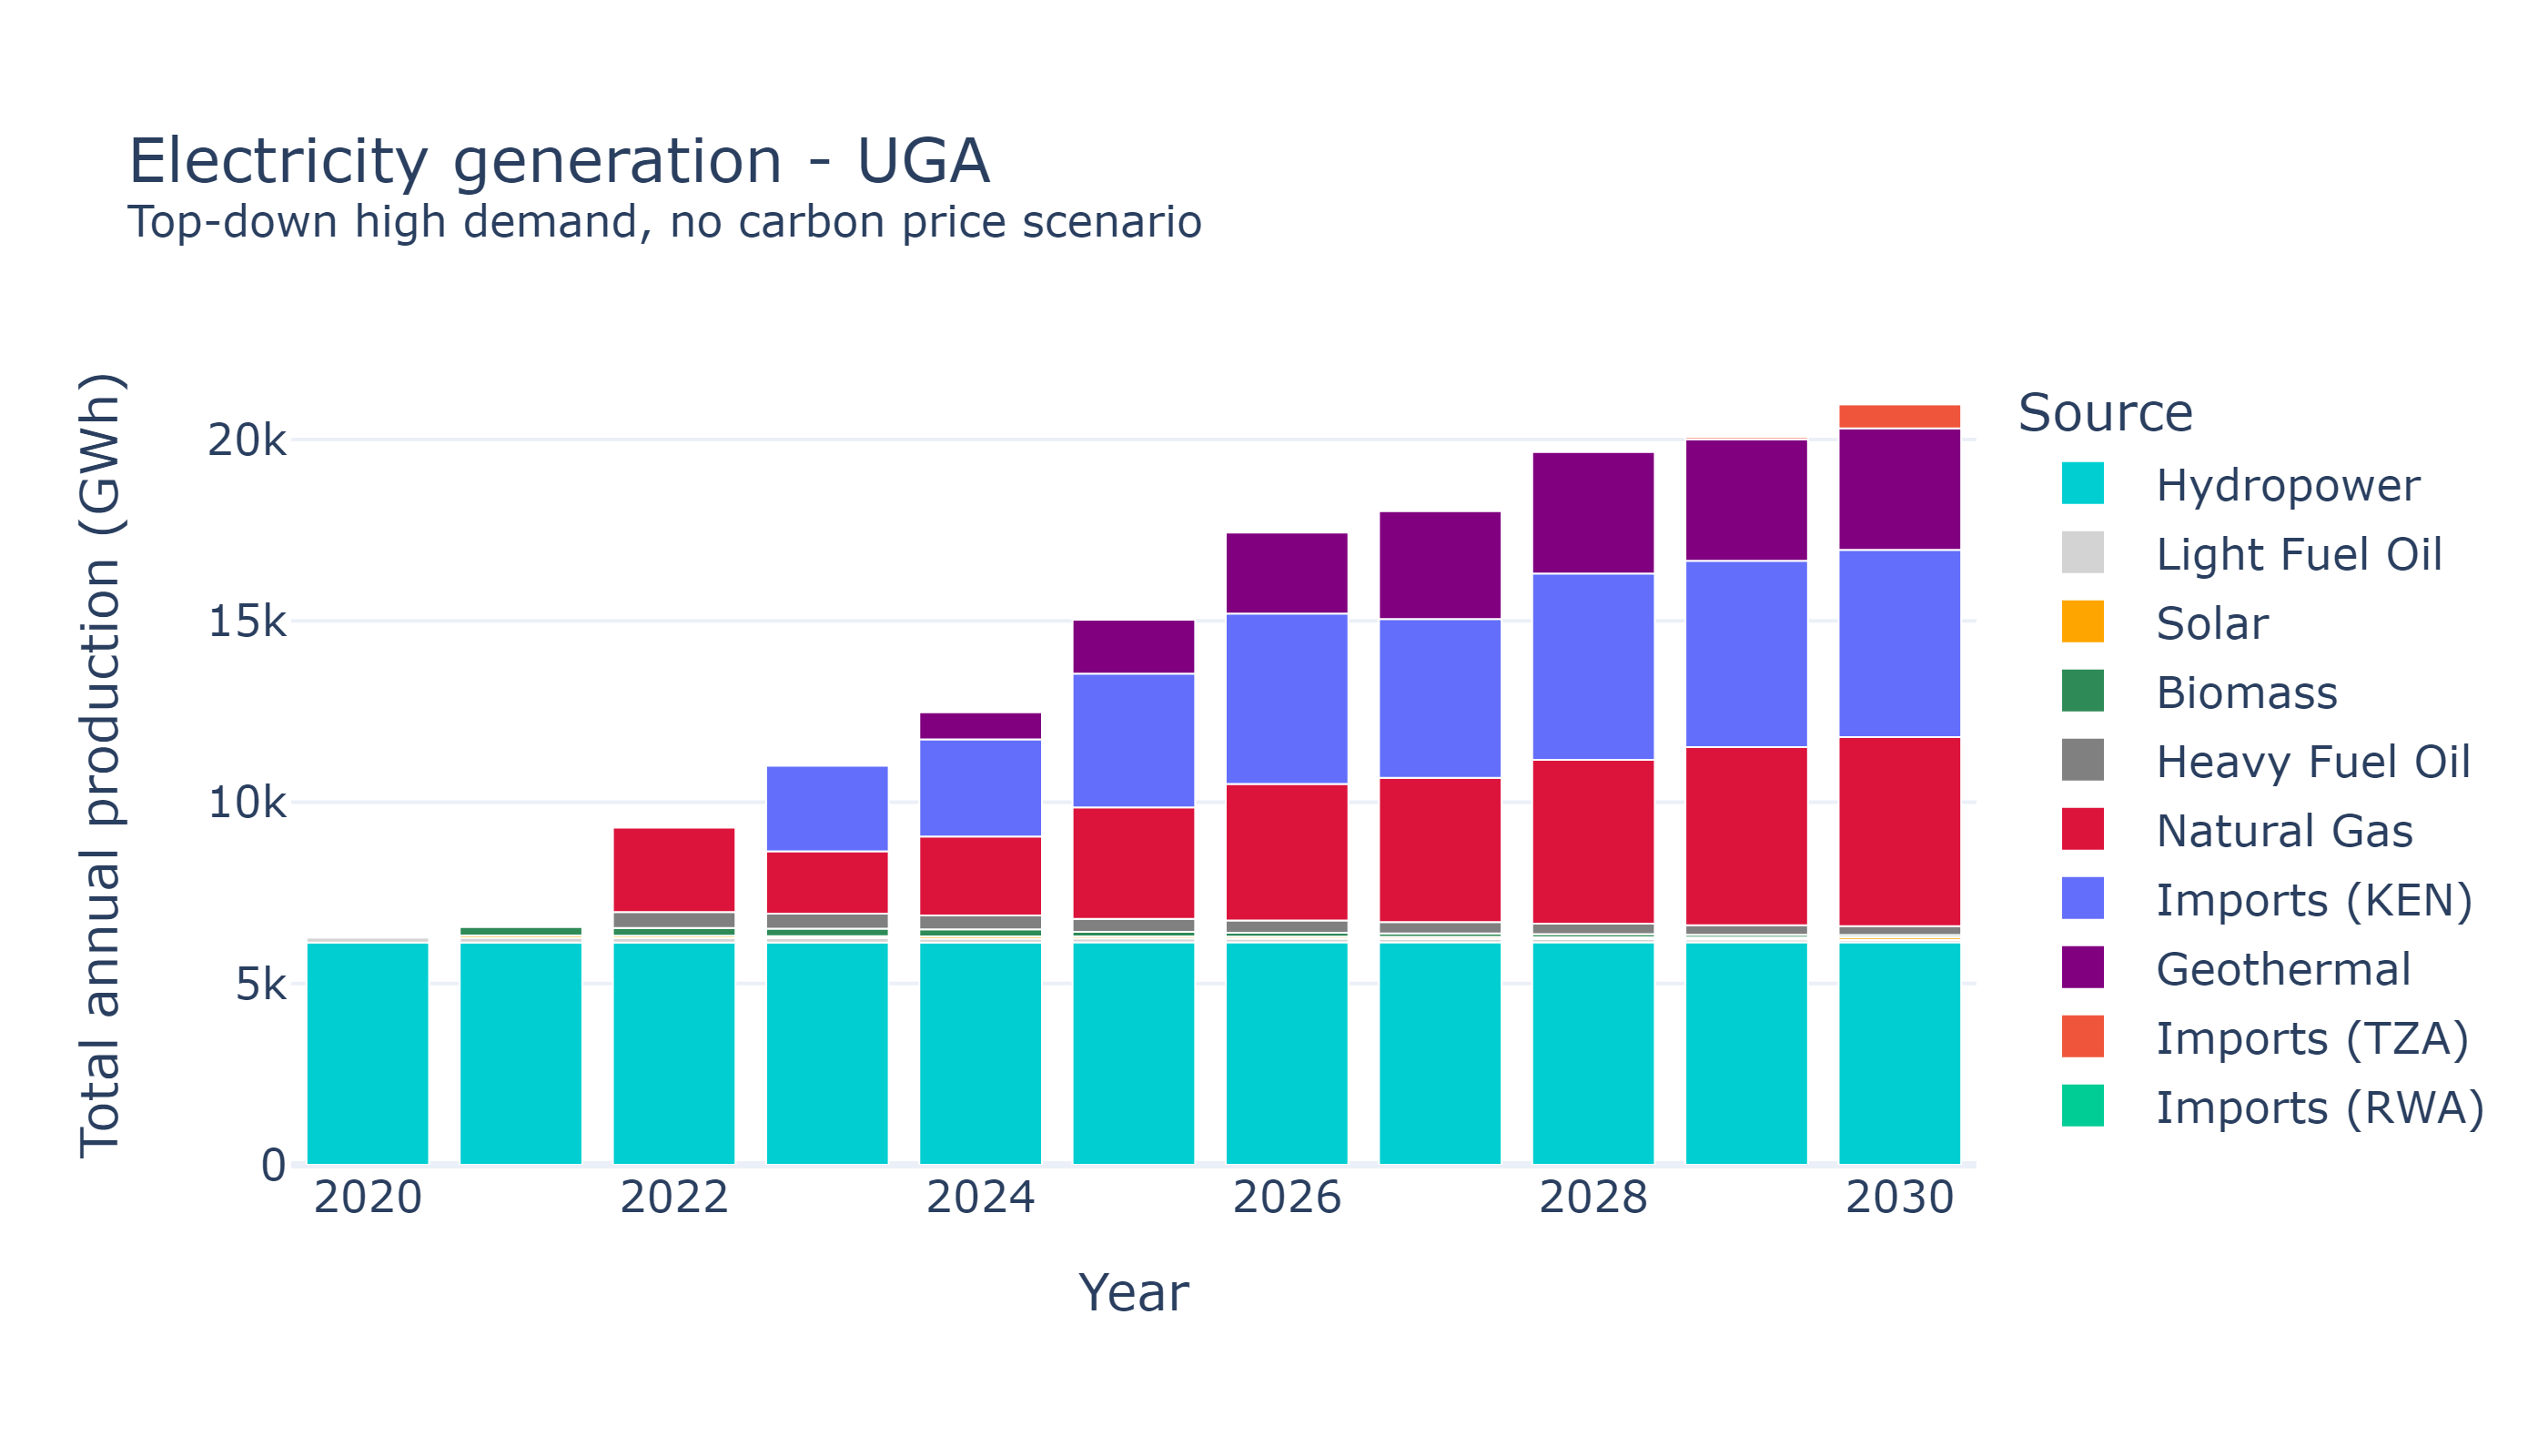 Electricity generation - UGA
Top-down high demand, no carbon price scenario
Total annual production (GWh)
20k
15k
10k
5k
0
2020
2022
2024
2026
2028
2030
Year
Source
Hydropower
Light Fuel Oil
Solar
Biomass
Heavy Fuel Oil
Natural Gas
Imports (KEN)
Geothermal
Imports (TZA)
Imports (RWA)